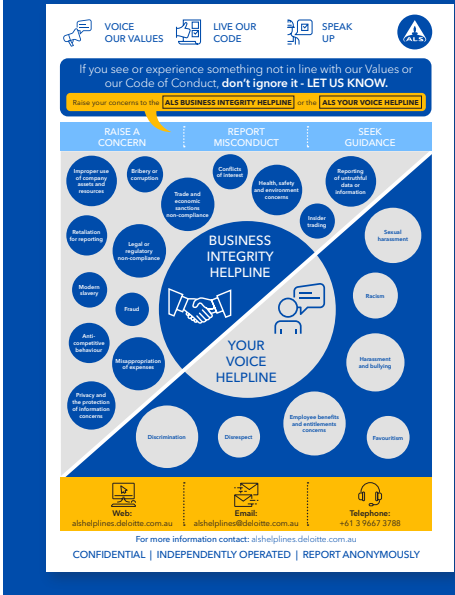 VOICE
OUR VALUES
LIVE OUR
CODE
SPEAK
UP
ALS
If you see or experience something not in line with our Values or
our Code of Conduct, don't ignore it - LET US KNOW.
Raise your concerns to the ALS BUSINESS INTEGRITY HELPLINE or the ALS YOUR VOICE HELPLINE
RAISE A
CONCERN
REPORT
MISCONDUCT
SEEK
GUIDANCE
Improper use
of company
assets and
resources
Bribery or
corruption
Trade and
economic
sanctions
non-compliance
Conflicts
of interest
Health, safety
and environment
concerns
Reporting
of untruthful
data or
information
Insider
trading
Retaliation
for reporting
Legal or
regulatory
non-compliance
Modern
slavery
Fraud
Anti-
competitive
behaviour
Misappropriation
of expenses
Privacy and
the protection
of information
concerns
BUSINESS
INTEGRITY
HELPLINE
YOUR
VOICE
HELPLINE
Sexual
harassment
Racism
Harassment
and bullying
Discrimination
Disrespect
Employee benefits
and entitlements
concerns
Favouritism
Web:
alshelplines.deloitte.com.au
Email:
alshelplines@deloitte.com.au
Telephone:
+61 3 9667 3788
For more information contact: alshelplines.deloitte.com.au
CONFIDENTIAL | INDEPENDENTLY OPERATED | REPORT ANONYMOUSLY